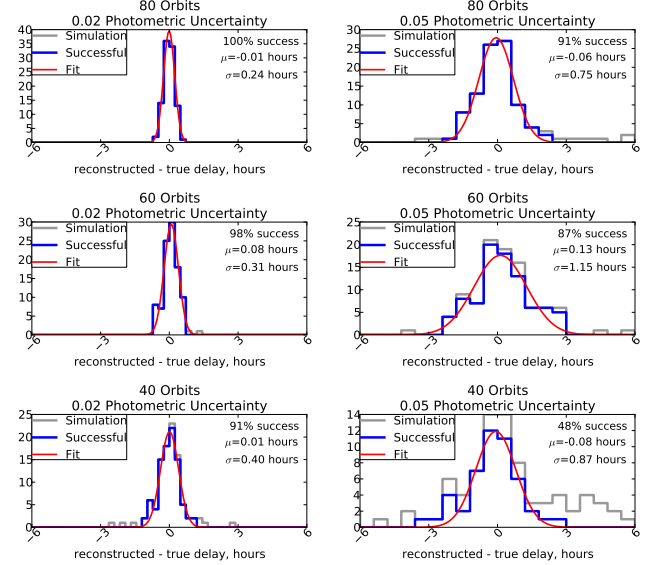 80 Orbits
0.02 Photometric Uncertainty
40
35
30
25
20
15
10
5
0
Simulation
Successful
Fit
100% success
μ=-0.01 hours
σ=0.24 hours
−6
−3
0
3
6
reconstructed - true delay, hours
80 Orbits
0.05 Photometric Uncertainty
30
25
20
15
10
5
0
Simulation
Successful
Fit
91% success
μ=-0.06 hours
σ=0.75 hours
−6
−3
0
3
6
reconstructed - true delay, hours
60 Orbits
0.02 Photometric Uncertainty
30
25
20
15
10
5
0
Simulation
Successful
Fit
98% success
μ=0.08 hours
σ=0.31 hours
−6
−3
0
3
6
reconstructed - true delay, hours
60 Orbits
0.05 Photometric Uncertainty
25
20
15
10
5
0
Simulation
Successful
Fit
87% success
μ=0.13 hours
σ=1.15 hours
−6
−3
0
3
6
reconstructed - true delay, hours
40 Orbits
0.02 Photometric Uncertainty
25
20
15
10
5
0
Simulation
Successful
Fit
91% success
μ=0.01 hours
σ=0.40 hours
−6
−3
0
3
6
reconstructed - true delay, hours
40 Orbits
0.05 Photometric Uncertainty
14
12
10
8
6
4
2
0
Simulation
Successful
Fit
48% success
μ=-0.08 hours
σ=0.87 hours
−6
−3
0
3
6
reconstructed - true delay, hours